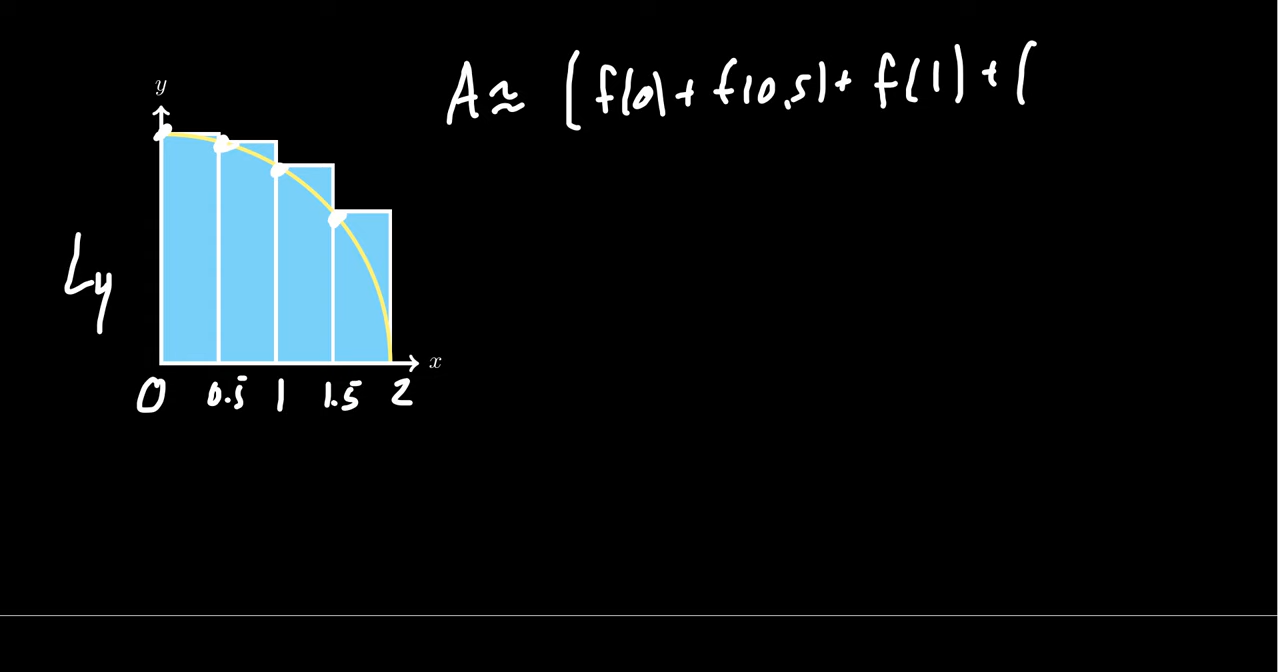 A ≈ [f(0) + f(0.5) + f(1) + (
y
L4
x
0 0.5 1 1.5 2